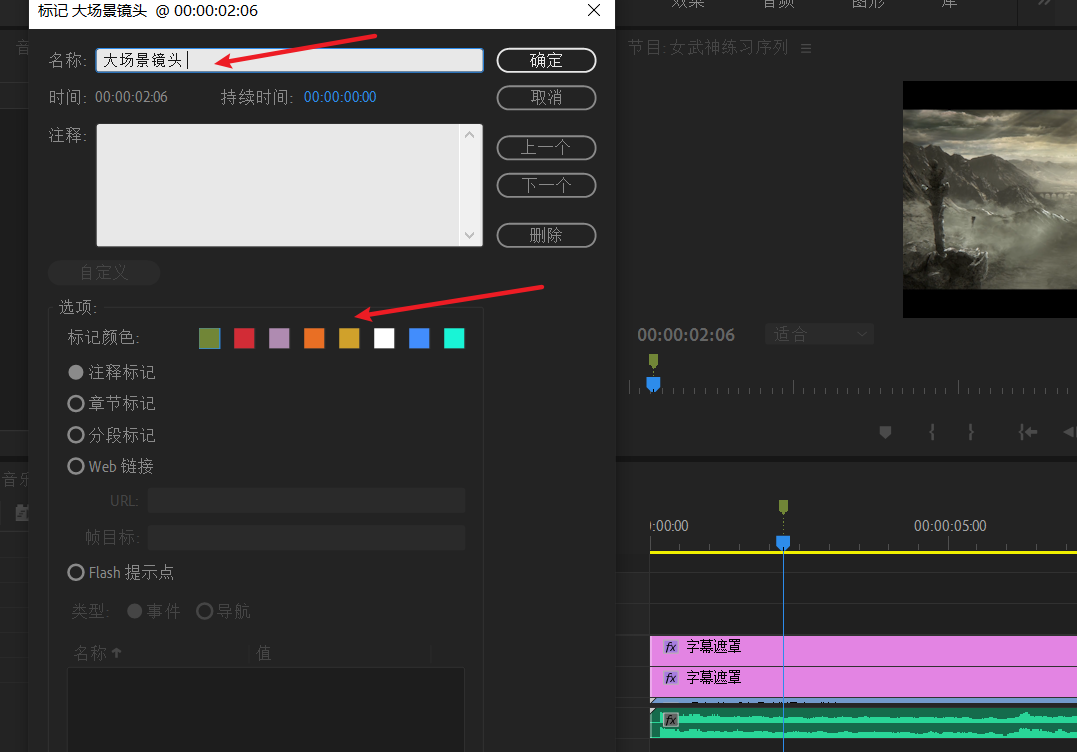 标记 大场景镜头 @ 00:00:02:06
效果
音频
图形
库
节目: 女武神练习序列
名称: 大场景镜头
确定
时间: 00:00:02:06 持续时间: 00:00:00:00
取消
注释:
上一个
下一个
删除
自定义
选项:
标记颜色:
注释标记
章节标记
分段标记
Web 链接
URL:
帧目标:
Flash 提示点
类型: 事件 导航
名称 值
00:00:02:06 适合
音乐
:00:00 00:00:05:00
fx 字幕遮罩
fx 字幕遮罩
fx